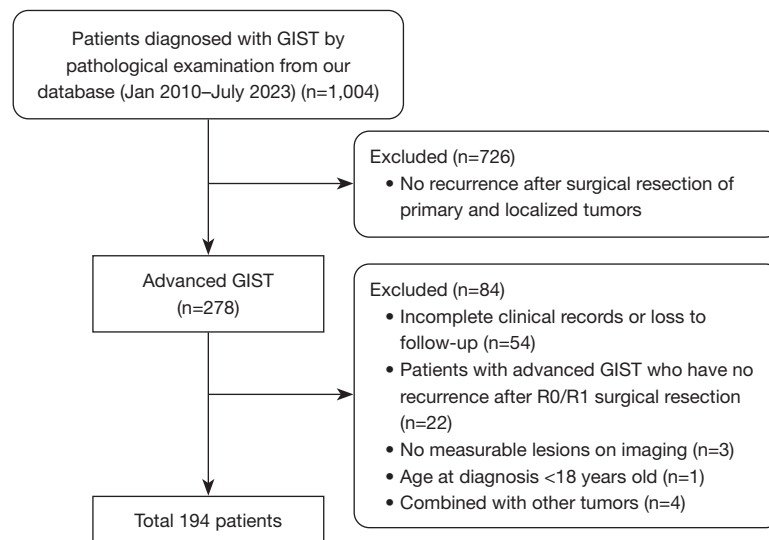 Patients diagnosed with GIST by
pathological examination from our
database (Jan 2010–July 2023) (n=1,004)
Excluded (n=726)
• No recurrence after surgical resection of
primary and localized tumors
Advanced GIST
(n=278)
Excluded (n=84)
• Incomplete clinical records or loss to
follow-up (n=54)
• Patients with advanced GIST who have no
recurrence after R0/R1 surgical resection
(n=22)
• No measurable lesions on imaging (n=3)
• Age at diagnosis <18 years old (n=1)
• Combined with other tumors (n=4)
Total 194 patients